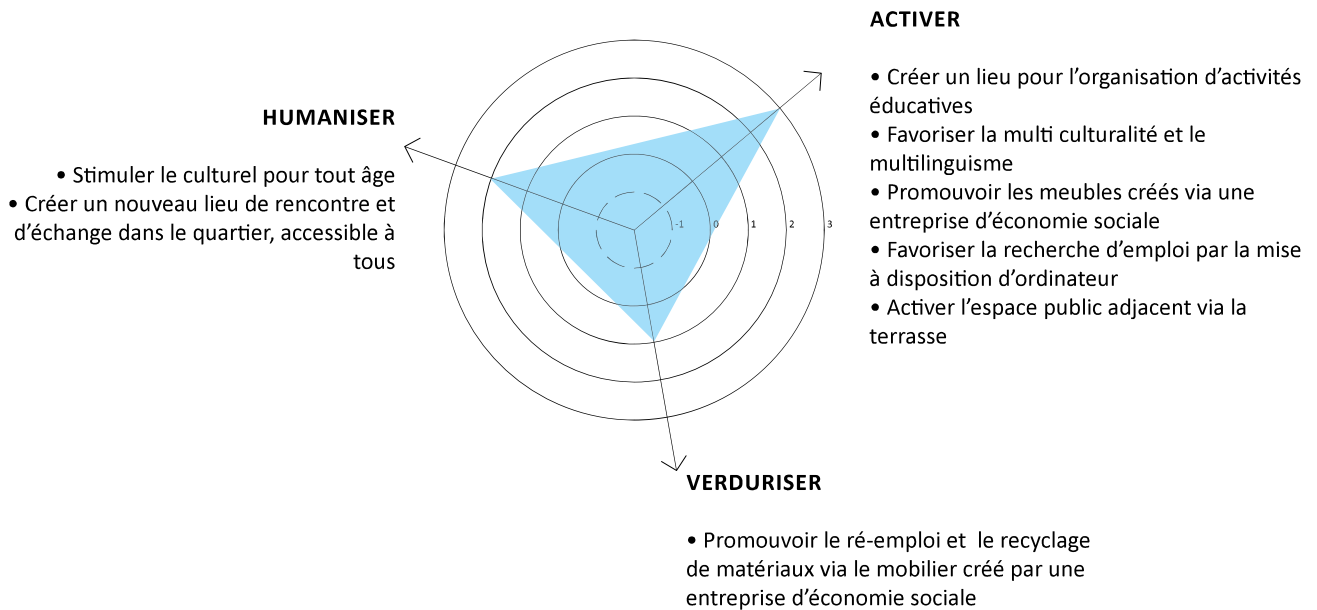 ACTIVER
• Créer un lieu pour l'organisation d'activités
éducatives
• Favoriser la multi culturalité et le
multilinguisme
• Promouvoir les meubles créés via une
entreprise d'économie sociale
• Favoriser la recherche d'emploi par la mise
à disposition d'ordinateur
• Activer l'espace public adjacent via la
terrasse
HUMANISER
• Stimuler le culturel pour tout âge
• Créer un nouveau lieu de rencontre et
d'échange dans le quartier, accessible à
tous
-1 0 1 2 3
VERDURISER
• Promouvoir le ré-emploi et  le recyclage
de matériaux via le mobilier créé par une
entreprise d'économie sociale